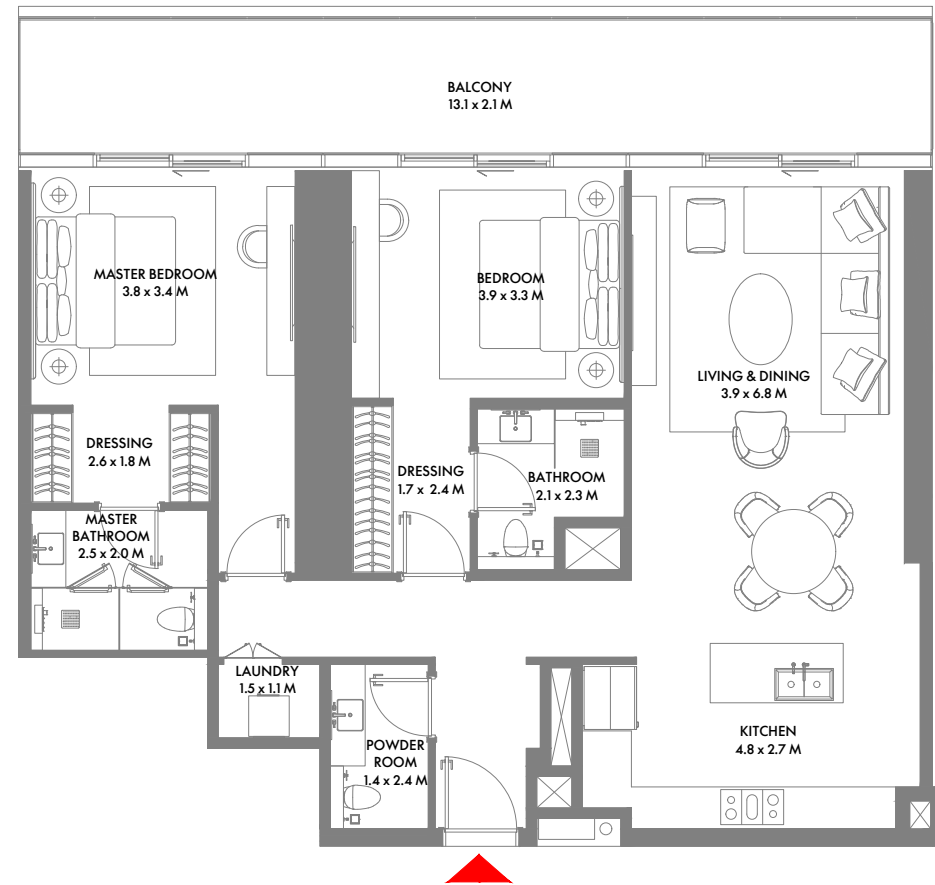 BALCONY
13.1 x 2.1 M
MASTER BEDROOM
3.8 x 3.4 M
BEDROOM
3.9 x 3.3 M
LIVING & DINING
3.9 x 6.8 M
DRESSING
2.6 x 1.8 M
DRESSING
1.7 x 2.4 M
BATHROOM
2.1 x 2.3 M
MASTER
BATHROOM
2.5 x 2.0 M
LAUNDRY
1.5 x 1.1 M
POWDER
ROOM
1.4 x 2.4 M
KITCHEN
4.8 x 2.7 M